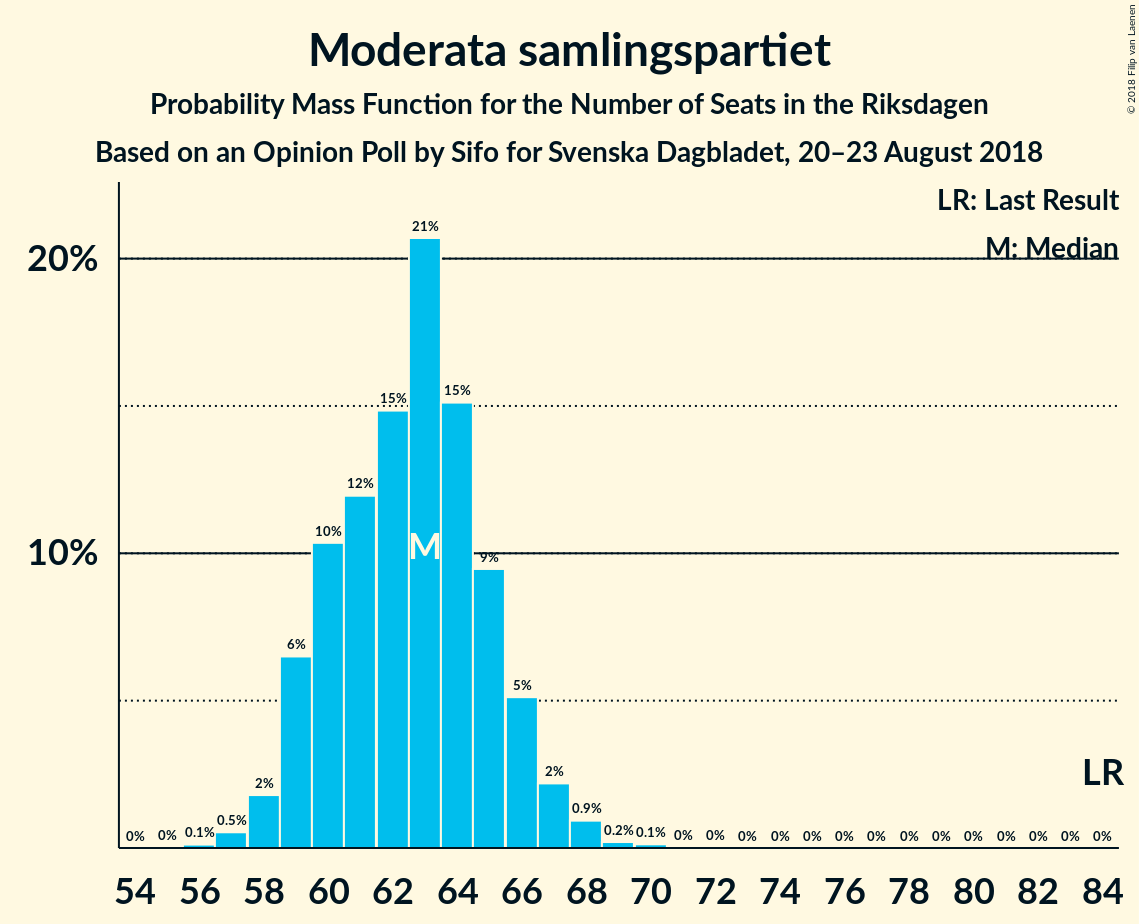 Moderata samlingspartiet
Probability Mass Function for the Number of Seats in the Riksdagen
Based on an Opinion Poll by Sifo for Svenska Dagbladet, 20–23 August 2018
© 2018 Filip van Laenen
LR: Last Result
M: Median
20%
10%
0% 0% 0.1% 0.5% 2% 6% 10% 12% 15% 21% 15% 9% 5% 2% 0.9% 0.2% 0.1% 0% 0% 0% 0% 0% 0% 0% 0% 0% 0% 0% 0% 0% 0%
M
LR
54 56 58 60 62 64 66 68 70 72 74 76 78 80 82 84